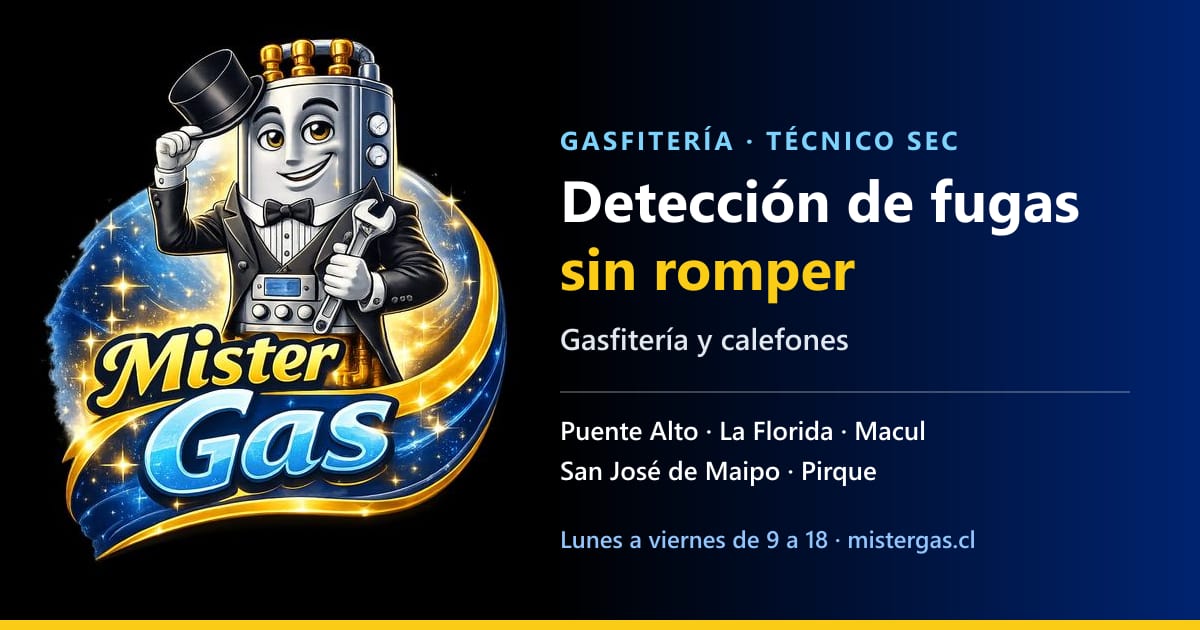 Mister
Gas
GASFITERÍA · TÉCNICO SEC
Detección de fugas
sin romper
Gasfitería y calefones
Puente Alto · La Florida · Macul
San José de Maipo · Pirque
Lunes a viernes de 9 a 18 · mistergas.cl